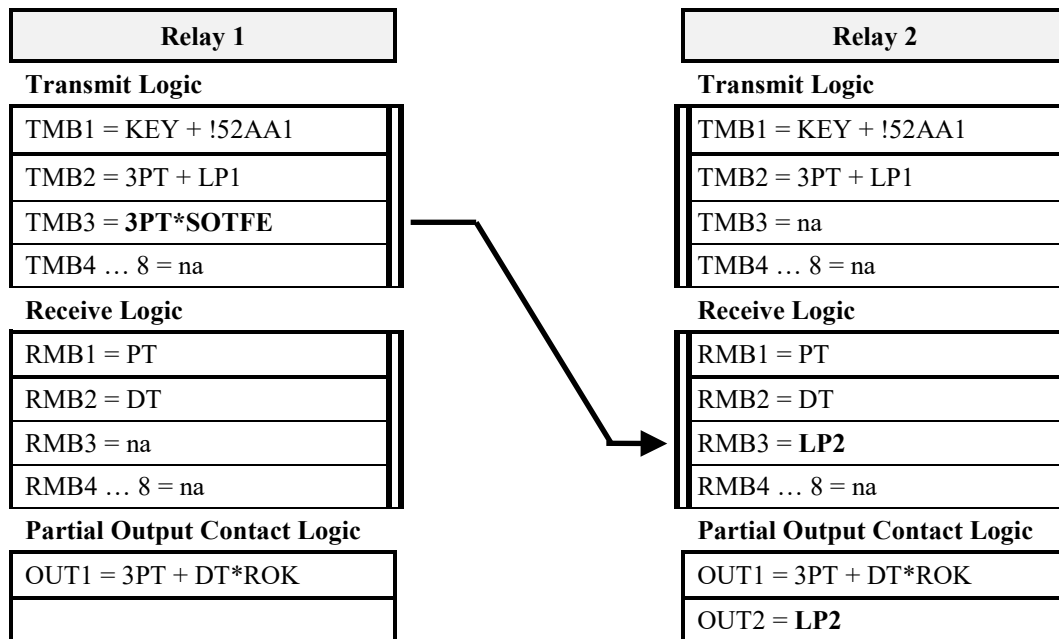 Relay 1
Transmit Logic
TMB1 = KEY + !52AA1
TMB2 = 3PT + LP1
TMB3 = 3PT*SOTFE
TMB4 … 8 = na
Receive Logic
RMB1 = PT
RMB2 = DT
RMB3 = na
RMB4 … 8 = na
Partial Output Contact Logic
OUT1 = 3PT + DT*ROK
Relay 2
Transmit Logic
TMB1 = KEY + !52AA1
TMB2 = 3PT + LP1
TMB3 = na
TMB4 … 8 = na
Receive Logic
RMB1 = PT
RMB2 = DT
RMB3 = LP2
RMB4 … 8 = na
Partial Output Contact Logic
OUT1 = 3PT + DT*ROK
OUT2 = LP2